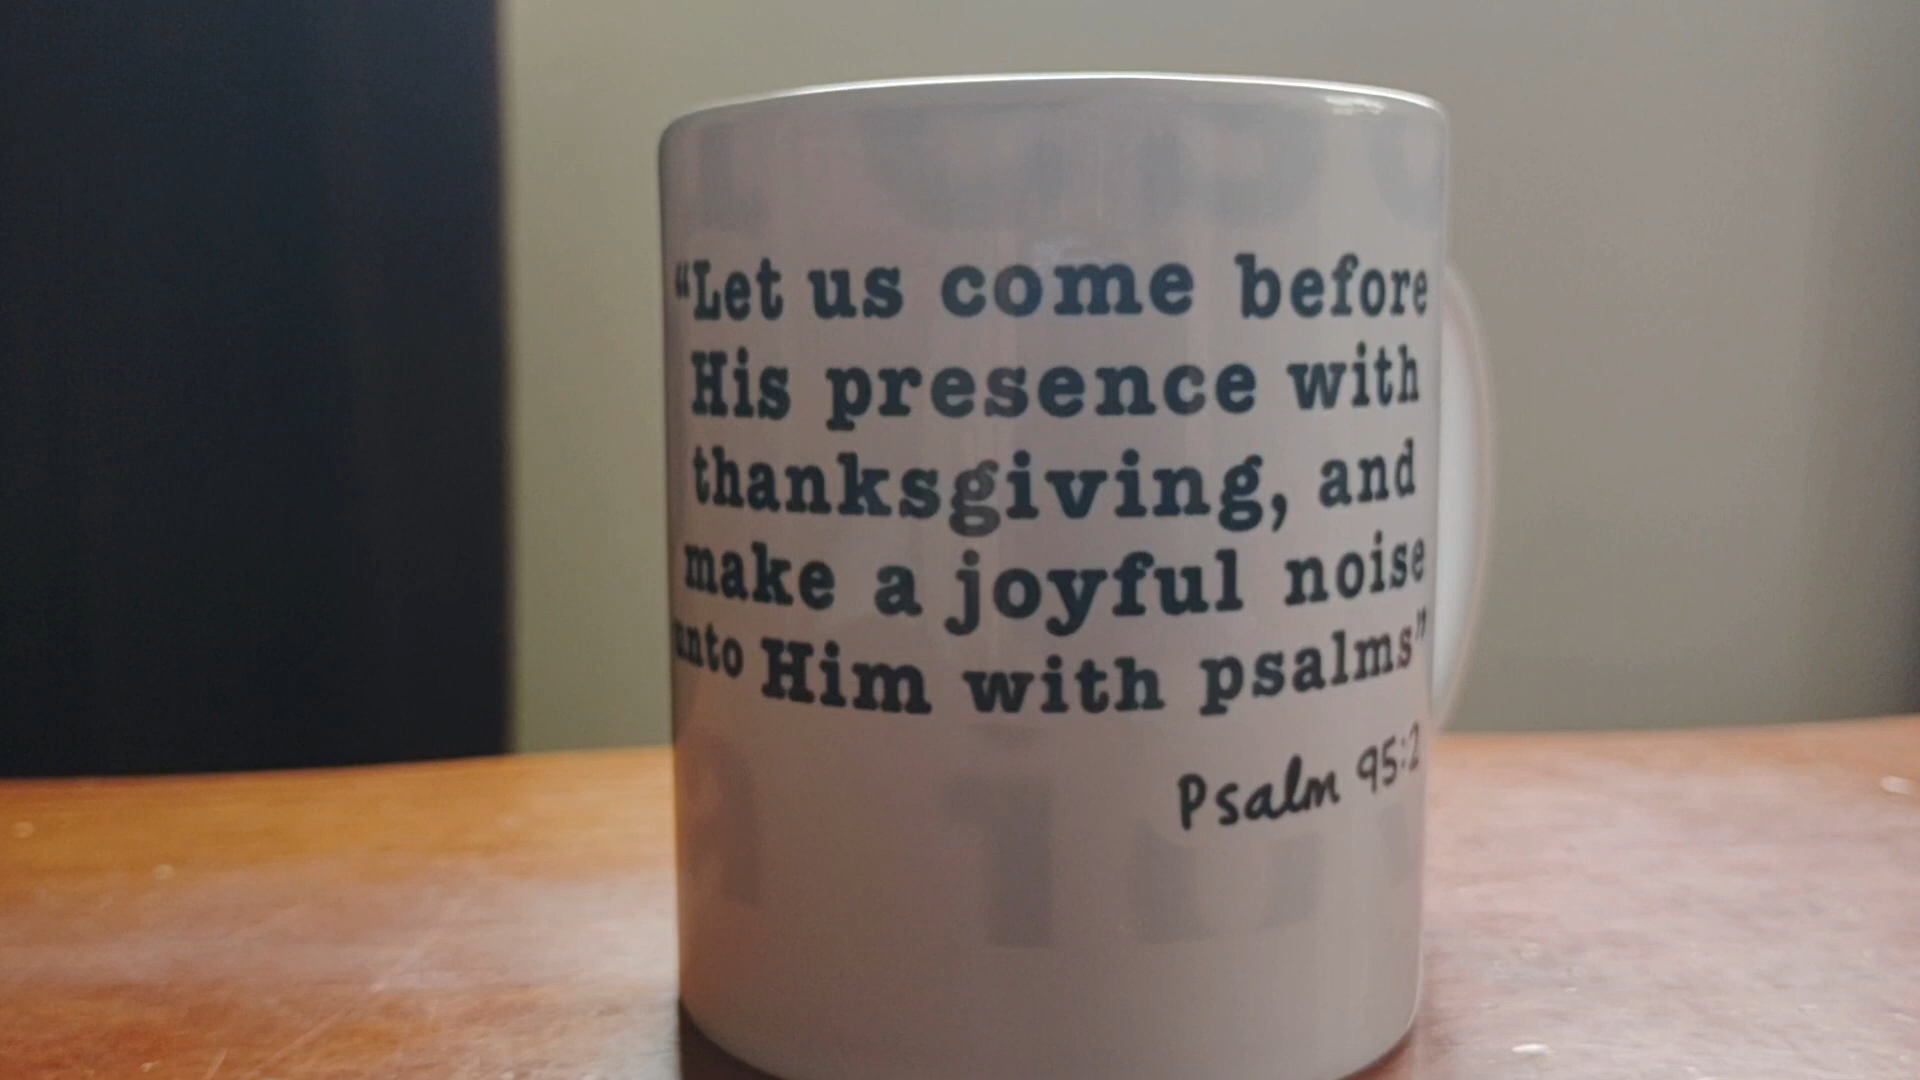 “Let us come before
His presence with
thanksgiving, and
make a joyful noise
unto Him with psalms”
Psalm 95:2